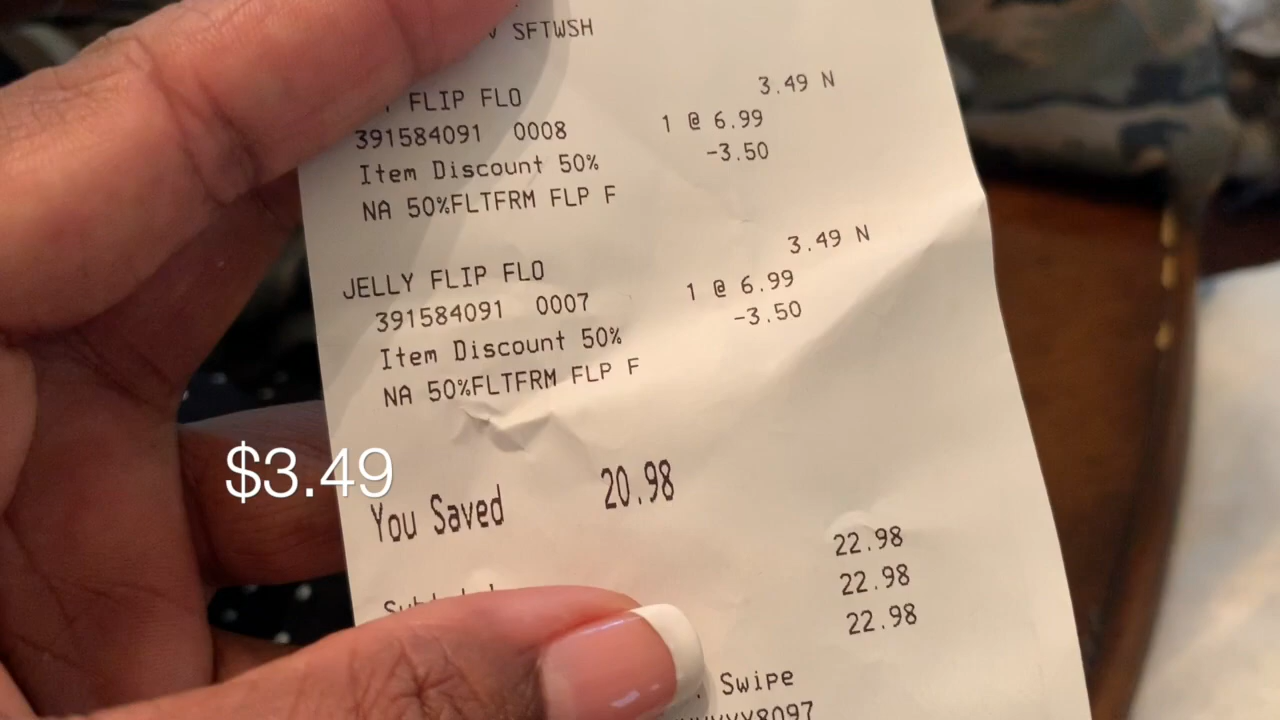 SFTWSH
FLIP FLO 3.49 N
391584091 0008 1 @ 6.99
Item Discount 50% -3.50
NA 50%FLTFRM FLP F
JELLY FLIP FLO 3.49 N
391584091 0007 1 @ 6.99
Item Discount 50% -3.50
NA 50%FLTFRM FLP F
$3.49
You Saved 20.98
22.98
22.98
22.98
Swipe
8097